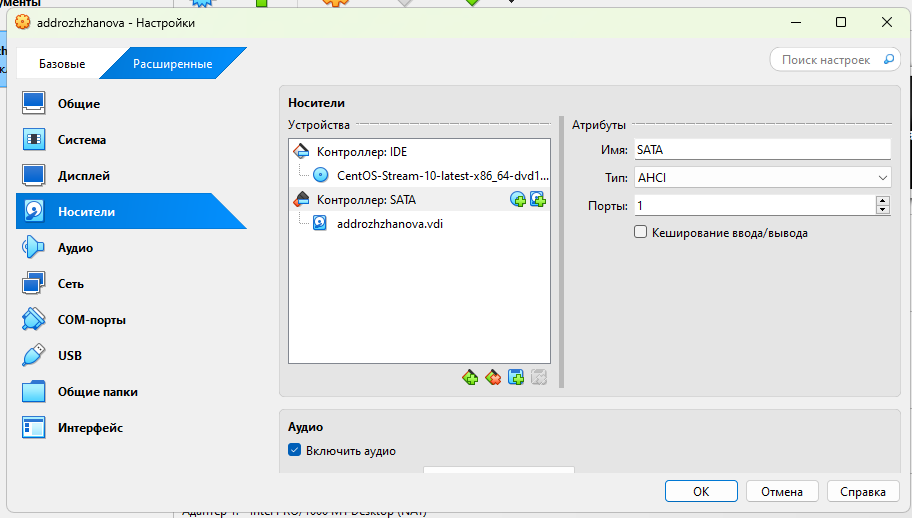 addrozhzhanova - Настройки
Базовые
Расширенные
Поиск настроек
Общие
Система
Дисплей
Носители
Аудио
Сеть
COM-порты
USB
Общие папки
Интерфейс
Носители
Устройства
Контроллер: IDE
CentOS-Stream-10-latest-x86_64-dvd1...
Контроллер: SATA
addrozhzhanova.vdi
Атрибуты
Имя: SATA
Тип: AHCI
Порты: 1
Кеширование ввода/вывода
Аудио
Включить аудио
OK
Отмена
Справка